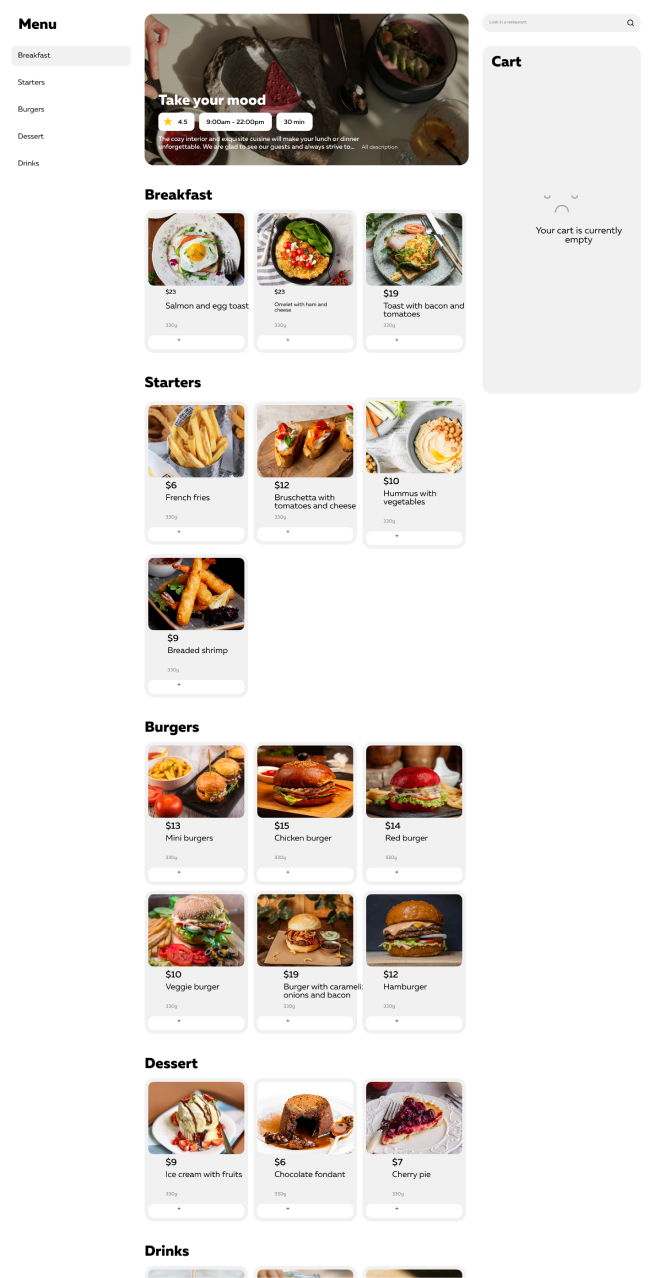 Menu
Breakfast
Starters
Burgers
Dessert
Drinks
Take your mood
4.5
9:00am - 22:00pm
30 min
The cozy interior and exquisite cuisine will make your lunch or dinner
unforgettable. We are glad to see our guests and always strive to...
All description
Breakfast
$23
Salmon and egg toast
330g
+
$23
Omelet with ham and
cheese
330g
+
$19
Toast with bacon and
tomatoes
330g
+
Starters
$6
French fries
330g
+
$12
Bruschetta with
tomatoes and cheese
330g
+
$10
Hummus with
vegetables
330g
+
$9
Breaded shrimp
330g
+
Burgers
$13
Mini burgers
330g
+
$15
Chicken burger
330g
+
$14
Red burger
330g
+
$10
Veggie burger
330g
+
$19
Burger with carameli
onions and bacon
330g
+
$12
Hamburger
330g
+
Dessert
$9
Ice cream with fruits
330g
+
$6
Chocolate fondant
330g
+
$7
Cherry pie
330g
+
Drinks
Look in a restaurant
Cart
Your cart is currently
empty